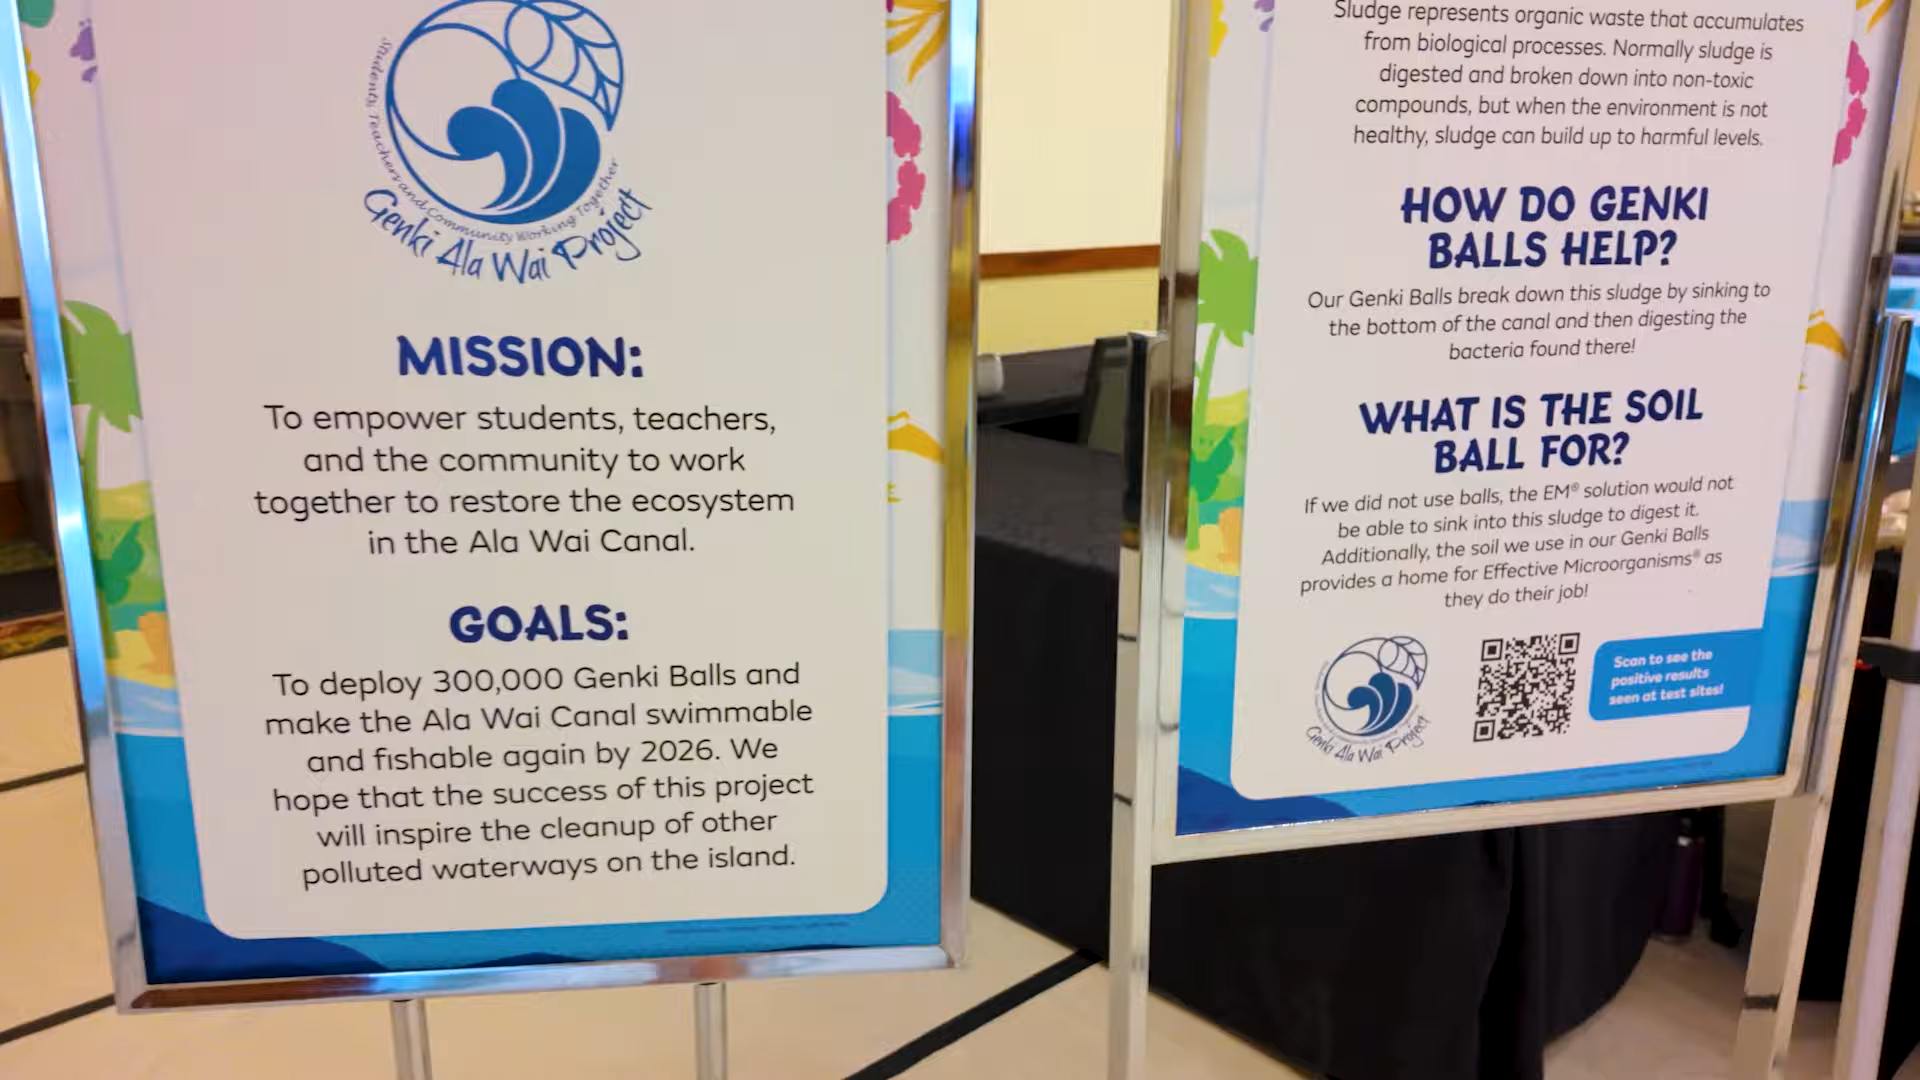 Students, Teachers and Community Working Together
Genki Ala Wai Project
MISSION:
To empower students, teachers,
and the community to work
together to restore the ecosystem
in the Ala Wai Canal.
GOALS:
To deploy 300,000 Genki Balls and
make the Ala Wai Canal swimmable
and fishable again by 2026. We
hope that the success of this project
will inspire the cleanup of other
polluted waterways on the island.
Sludge represents organic waste that accumulates
from biological processes. Normally sludge is
digested and broken down into non-toxic
compounds, but when the environment is not
healthy, sludge can build up to harmful levels.
HOW DO GENKI
BALLS HELP?
Our Genki Balls break down this sludge by sinking to
the bottom of the canal and then digesting the
bacteria found there!
WHAT IS THE SOIL
BALL FOR?
If we did not use balls, the EM® solution would not
be able to sink into this sludge to digest it.
Additionally, the soil we use in our Genki Balls
provides a home for Effective Microorganisms® as
they do their job!
Genki Ala Wai Project
Scan to see the
positive results
seen at test sites!